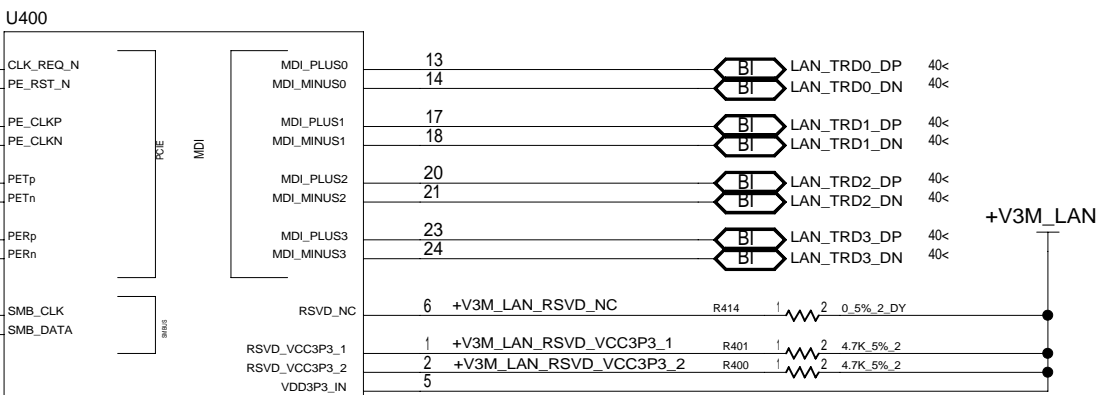 U400
CLK_REQ_N MDI_PLUS0 13 BI LAN_TRD0_DP 40<
PE_RST_N MDI_MINUS0 14 BI LAN_TRD0_DN 40<
PE_CLKP MDI_PLUS1 17 BI LAN_TRD1_DP 40<
PE_CLKN MDI_MINUS1 18 BI LAN_TRD1_DN 40<
PCIE MDI
PETp MDI_PLUS2 20 BI LAN_TRD2_DP 40<
PETn MDI_MINUS2 21 BI LAN_TRD2_DN 40<
+V3M_LAN
PERp MDI_PLUS3 23 BI LAN_TRD3_DP 40<
PERn MDI_MINUS3 24 BI LAN_TRD3_DN 40<
SMB_CLK RSVD_NC 6 +V3M_LAN_RSVD_NC R414 1 2 0_5%_2_DY
SMB_DATA
SMBUS
RSVD_VCC3P3_1 1 +V3M_LAN_RSVD_VCC3P3_1 R401 1 2 4.7K_5%_2
RSVD_VCC3P3_2 2 +V3M_LAN_RSVD_VCC3P3_2 R400 1 2 4.7K_5%_2
VDD3P3_IN 5